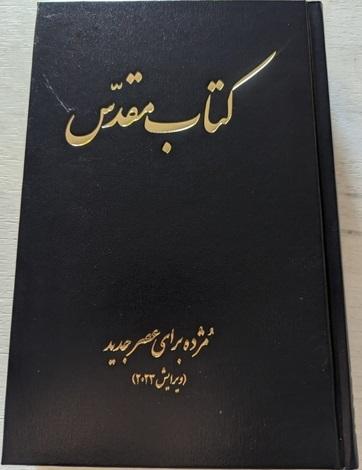 کتاب مقدّس
مُژده برای عصر جدید
(ویرایش ۲۰۲۳)